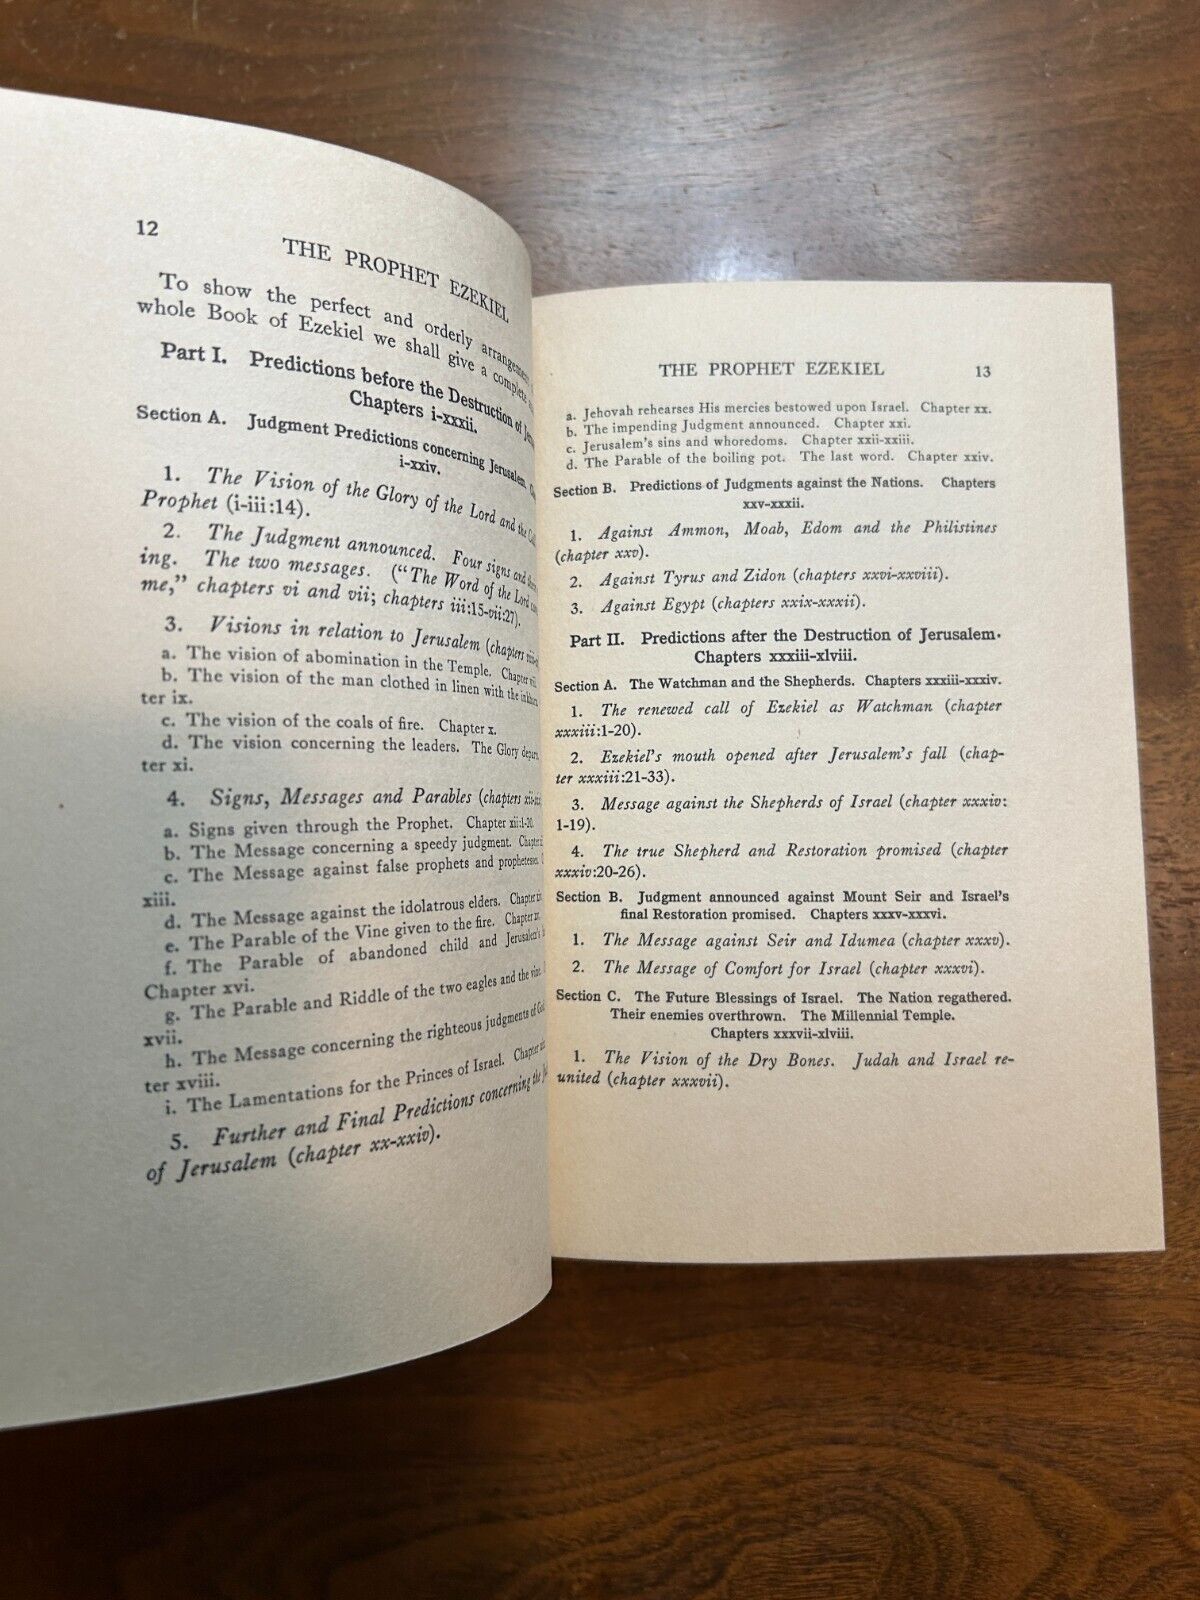 12
THE PROPHET EZEKIEL
To show the perfect and orderly
whole Book of Ezekiel we shall give a complete
Part I. Predictions before the Destruction of
Chapters i-xxxii.
Section A. Judgment Predictions concerning Jerusalem.
i-xxiv.
1. The Vision of the Glory of the Lord and the
Prophet (i-iii:14).
2. The Judgment announced. Four signs and
ing. The two messages. ("The Word of the Lord
me," chapters vi and vii; chapters iii:15-vii:27).
3. Visions in relation to Jerusalem (chapters
a. The vision of abomination in the Temple. Chapter
b. The vision of the man clothed in linen with the
ter ix.
c. The vision of the coals of fire. Chapter x.
d. The vision concerning the leaders. The Glory
ter xi.
4. Signs, Messages and Parables (chapters
a. Signs given through the Prophet. Chapter xii:1-20.
b. The Message concerning a speedy judgment.
c. The Message against false prophets and prophetesses.
xiii.
d. The Message against the idolatrous elders. Chapter
e. The Parable of the Vine given to the fire. Chapter xv.
f. The Parable of abandoned child and Jerusalem's
Chapter xvi.
g. The Parable and Riddle of the two eagles and the vine.
xvii.
h. The Message concerning the righteous judgments of
ter xviii.
i. The Lamentations for the Princes of Israel. Chapter
5. Further and Final Predictions concerning the
of Jerusalem (chapter xx-xxiv).
THE PROPHET EZEKIEL 13
a. Jehovah rehearses His mercies bestowed upon Israel. Chapter xx.
b. The impending Judgment announced. Chapter xxi.
c. Jerusalem's sins and whoredoms. Chapter xxii-xxiii.
d. The Parable of the boiling pot. The last word. Chapter xxiv.
Section B. Predictions of Judgments against the Nations. Chapters
xxv-xxxii.
1. Against Ammon, Moab, Edom and the Philistines
(chapter xxv).
2. Against Tyrus and Zidon (chapters xxvi-xxviii).
3. Against Egypt (chapters xxix-xxxii).
Part II. Predictions after the Destruction of Jerusalem.
Chapters xxxiii-xlviii.
Section A. The Watchman and the Shepherds. Chapters xxxiii-xxxiv.
1. The renewed call of Ezekiel as Watchman (chapter
xxxiii:1-20).
2. Ezekiel's mouth opened after Jerusalem's fall (chap-
ter xxxiii:21-33).
3. Message against the Shepherds of Israel (chapter xxxiv:
1-19).
4. The true Shepherd and Restoration promised (chapter
xxxiv:20-26).
Section B. Judgment announced against Mount Seir and Israel's
final Restoration promised. Chapters xxxv-xxxvi.
1. The Message against Seir and Idumea (chapter xxxv).
2. The Message of Comfort for Israel (chapter xxxvi).
Section C. The Future Blessings of Israel. The Nation regathered.
Their enemies overthrown. The Millennial Temple.
Chapters xxxvii-xlviii.
1. The Vision of the Dry Bones. Judah and Israel re-
united (chapter xxxvii).